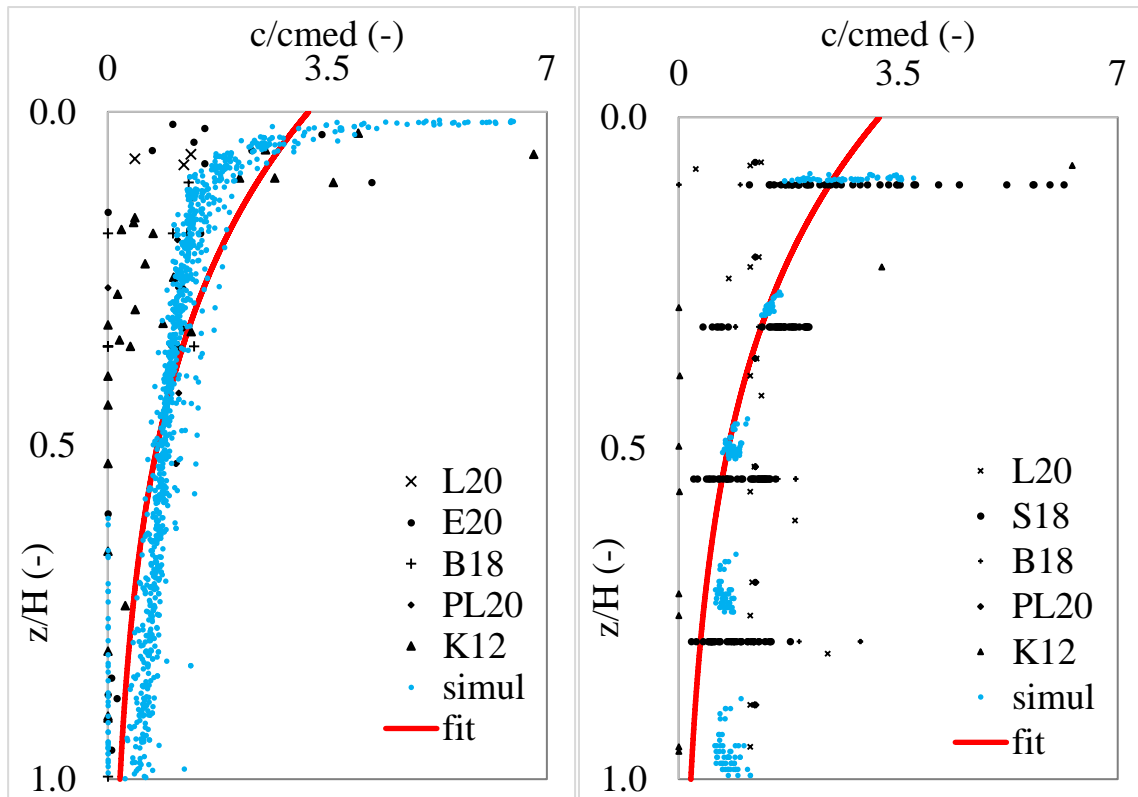 c/cmed (-)
0 3.5 7
0.0
0.5
1.0
z/H (-)
L20
E20
B18
PL20
K12
simul
fit
c/cmed (-)
0 3.5 7
0.0
0.5
1.0
z/H (-)
L20
S18
B18
PL20
K12
simul
fit